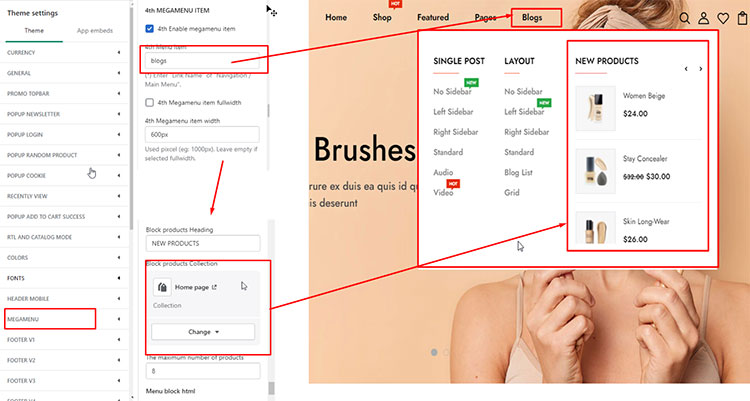 Theme settings
Theme
App embeds
CURRENCY
GENERAL
PROMO TOPBAR
POPUP NEWSLETTER
POPUP LOGIN
POPUP RANDOM PRODUCT
POPUP COOKIE
RECENTLY VIEW
POPUP ADD TO CART SUCCESS
RTL AND CATALOG MODE
COLORS
FONTS
HEADER MOBILE
MEGAMENU
FOOTER V1
FOOTER V2
FOOTER V3
FOOTER V4
4th MEGAMENU ITEM
4th Enable megamenu item
4th Menu item
blogs
(*) Enter "Link Name" of "Navigation /
Main Menu".
4th Megamenu item fullwidth
4th Megamenu item width
600px
Used pixel (eg: 1000px). Leave empty if
selected fullwidth.
Block products Heading
NEW PRODUCTS
Block products Collection
Home page
Collection
Change
The maximum number of products
8
Menu block html
Home
Shop
HOT
Featured
Pages
Blogs
SINGLE POST
NEW
No Sidebar
Left Sidebar
Right Sidebar
Standard
Audio
HOT
Video
LAYOUT
No Sidebar
NEW
Left Sidebar
Right Sidebar
Standard
Blog List
Grid
NEW PRODUCTS
Women Beige
$24.00
Stay Concealer
$32.00 $30.00
Skin Long-Wear
$26.00
Brushes
rure ex duis ea quis id q
is deserunt